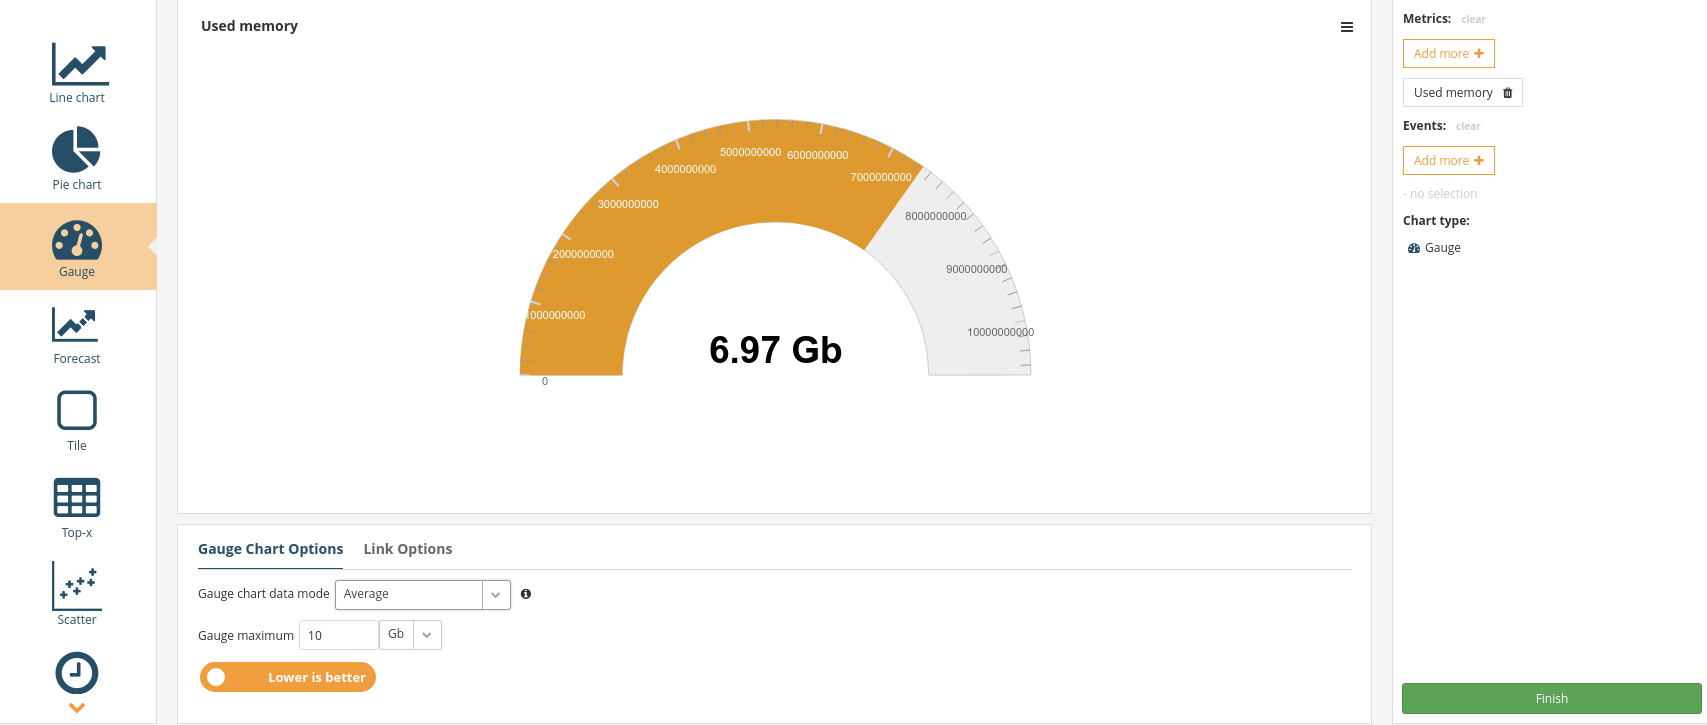 Line chart
Pie chart
Gauge
Forecast
Tile
Top-x
Scatter
Used memory
0
1000000000
2000000000
3000000000
4000000000
5000000000
6000000000
7000000000
8000000000
9000000000
10000000000
6.97 Gb
Gauge Chart Options
Link Options
Gauge chart data mode Average
Gauge maximum 10 Gb
Lower is better
Metrics: clear
Add more +
Used memory
Events: clear
Add more +
- no selection
Chart type:
Gauge
Finish